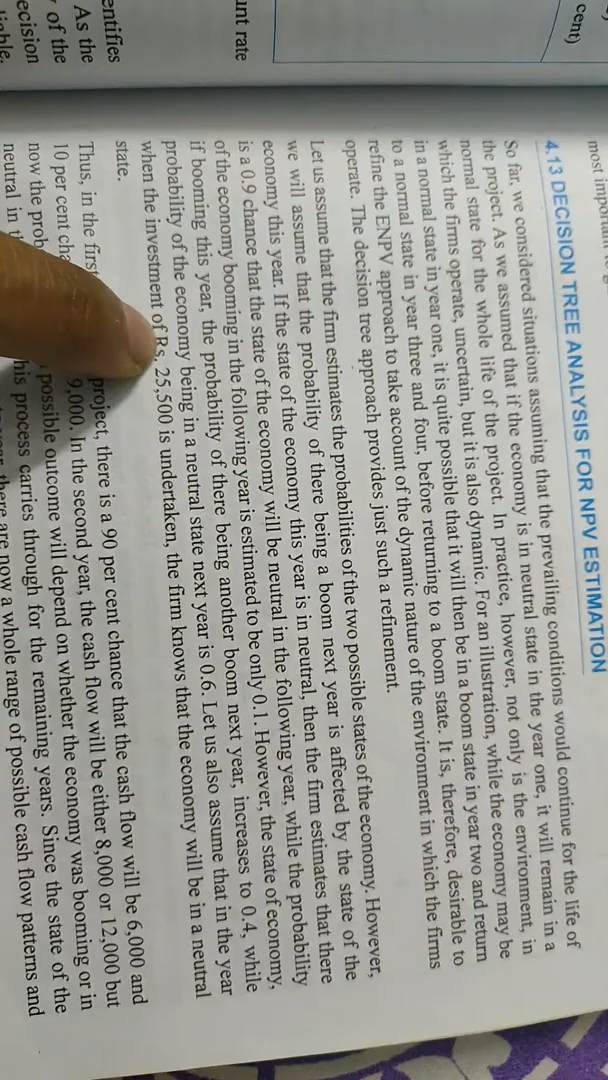 cent)
unt rate
entifies
As the
of the
ecision
most important
4.13 DECISION TREE ANALYSIS FOR NPV ESTIMATION
So far, we considered situations assuming that the prevailing conditions would continue for the life of
the project. As we assumed that if the economy is in neutral state in the year one, it will remain in a
normal state for the whole life of the project. In practice, however, not only is the environment, in
which the firms operate, uncertain, but it is also dynamic. For an illustration, while the economy may be
in a normal state in year one, it is quite possible that it will then be in a boom state in year two and return
to a normal state in year three and four, before returning to a boom state. It is, therefore, desirable to
refine the ENPV approach to take account of the dynamic nature of the environment in which the firms
operate. The decision tree approach provides just such a refinement.
Let us assume that the firm estimates the probabilities of the two possible states of the economy. However,
we will assume that the probability of there being a boom next year is affected by the state of the
economy this year. If the state of the economy this year is in neutral, then the firm estimates that there
is a 0.9 chance that the state of the economy will be neutral in the following year, while the probability
of the economy booming in the following year is estimated to be only 0.1. However, the state of economy,
if booming this year, the probability of there being another boom next year, increases to 0.4, while
probability of the economy being in a neutral state next year is 0.6. Let us also assume that in the year
when the investment of Rs, 25,500 is undertaken, the firm knows that the economy will be in a neutral
state.
Thus, in the first project, there is a 90 per cent chance that the cash flow will be 6,000 and
10 per cent cha 9,000. In the second year, the cash flow will be either 8,000 or 12,000 but
now the prob possible outcome will depend on whether the economy was booming or in
neutral in th his process carries through for the remaining years. Since the state of the
there are now a whole range of possible cash flow patterns and